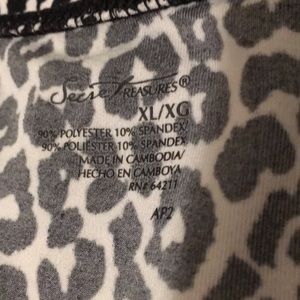 Secret TREASURES®
XL/XG
90% POLYESTER 10% SPANDEX/
90% POLIÉSTER 10% SPANDEX
MADE IN CAMBODIA/
HECHO EN CAMBOYA
RN# 64211
AP2